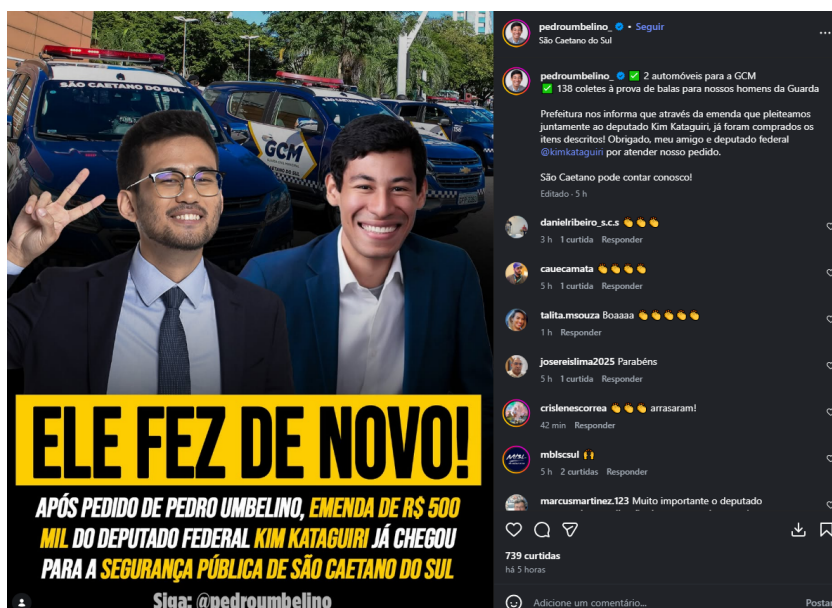 SÃO CAETANO DO SUL
GCM
CAETANO DO SUL
ELE FEZ DE NOVO!
APÓS PEDIDO DE PEDRO UMBELINO, EMENDA DE R$ 500
MIL DO DEPUTADO FEDERAL KIM KATAGUIRI JÁ CHEGOU
PARA A SEGURANÇA PÚBLICA DE SÃO CAETANO DO SUL
Siga: @pedroumbelino
pedroumbelino_ • Seguir
São Caetano do Sul
pedroumbelino_ ✅ 2 automóveis para a GCM
✅ 138 coletes à prova de balas para nossos homens da Guarda
Prefeitura nos informa que através da emenda que pleiteamos
juntamente ao deputado Kim Kataguiri, já foram comprados os
itens descritos! Obrigado, meu amigo e deputado federal
@kimkataguiri por atender nosso pedido.
São Caetano pode contar conosco!
Editado · 5 h
danielribeiro_s.c.s 👏👏👏
3 h 1 curtida Responder
cauecamata 👏👏👏👏
5 h 1 curtida Responder
talita.msouza Boaaaa 👏👏👏👏👏
1 h Responder
josereislima2025 Parabéns
5 h 1 curtida Responder
crislenescorrea 👏👏👏 arrasaram!
42 min Responder
mblscsul 🙌
5 h 2 curtidas Responder
marcusmartinez.123 Muito importante o deputado
739 curtidas
há 5 horas
Adicione um comentário...
Postar